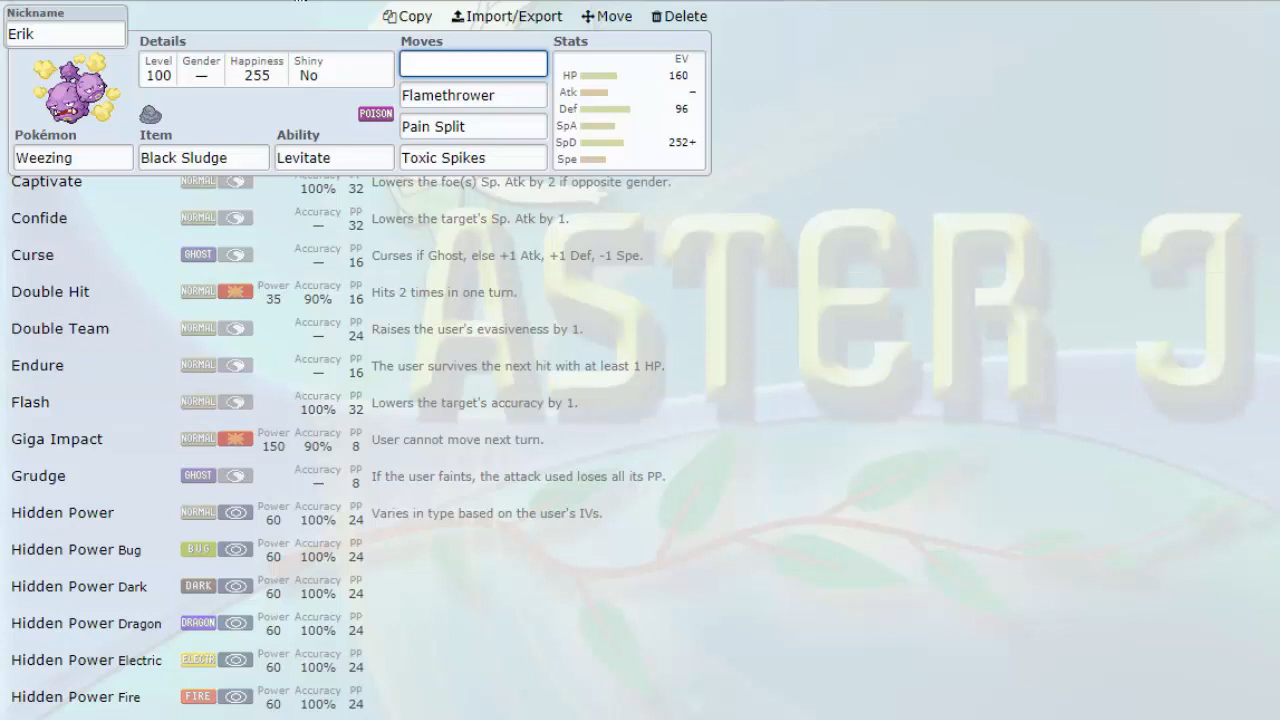 Nickname
Copy Import/Export Move Delete
Erik
Details Moves Stats
Level Gender Happiness Shiny EV
100 — 255 No
HP 160
Atk –
Flamethrower
Def 96
POISON
Pain Split
SpA
Pokémon Item Ability
SpD 252+
Weezing Black Sludge Levitate Toxic Spikes
Spe
Captivate NORMAL Accuracy 100% PP 32 Lowers the foe(s) Sp. Atk by 2 if opposite gender.
Confide NORMAL Accuracy — PP 32 Lowers the target's Sp. Atk by 1.
Curse GHOST Accuracy — PP 16 Curses if Ghost, else +1 Atk, +1 Def, -1 Spe.
Double Hit NORMAL Power 35 Accuracy 90% PP 16 Hits 2 times in one turn.
Double Team NORMAL Accuracy — PP 24 Raises the user's evasiveness by 1.
Endure NORMAL Accuracy — PP 16 The user survives the next hit with at least 1 HP.
Flash NORMAL Accuracy 100% PP 32 Lowers the target's accuracy by 1.
Giga Impact NORMAL Power 150 Accuracy 90% PP 8 User cannot move next turn.
Grudge GHOST Accuracy — PP 8 If the user faints, the attack used loses all its PP.
Hidden Power NORMAL Power 60 Accuracy 100% PP 24 Varies in type based on the user's IVs.
Hidden Power Bug BUG Power 60 Accuracy 100% PP 24
Hidden Power Dark DARK Power 60 Accuracy 100% PP 24
Hidden Power Dragon DRAGON Power 60 Accuracy 100% PP 24
Hidden Power Electric ELECTR Power 60 Accuracy 100% PP 24
Hidden Power Fire FIRE Power 60 Accuracy 100% PP 24
ASTER J